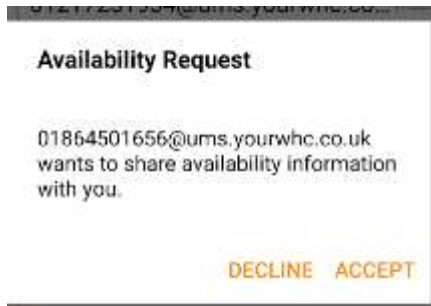 Availability Request
01864501656@ums.yourwhc.co.uk
wants to share availability information
with you.
DECLINE ACCEPT